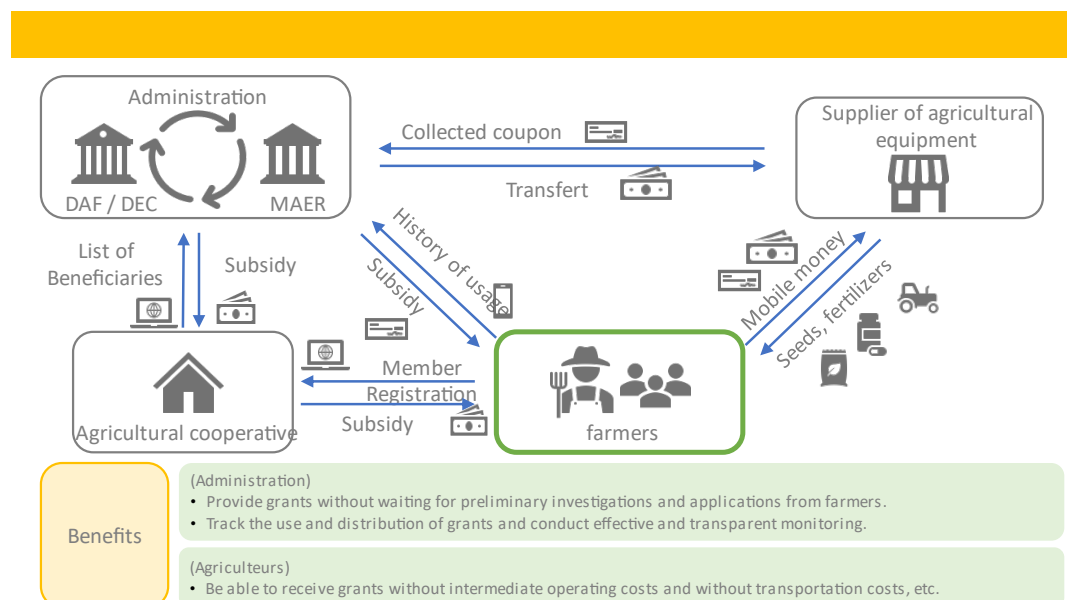 Administration
DAF / DEC
MAER
Supplier of agricultural
equipment
Collected coupon
Transfert
List of
Beneficiaries
Subsidy
History of usage
Subsidy
Mobile money
Seeds, fertilizers
Member
Registration
Subsidy
Agricultural cooperative
farmers
Benefits
(Administration)
• Provide grants without waiting for preliminary investigations and applications from farmers.
• Track the use and distribution of grants and conduct effective and transparent monitoring.
(Agriculteurs)
• Be able to receive grants without intermediate operating costs and without transportation costs, etc.